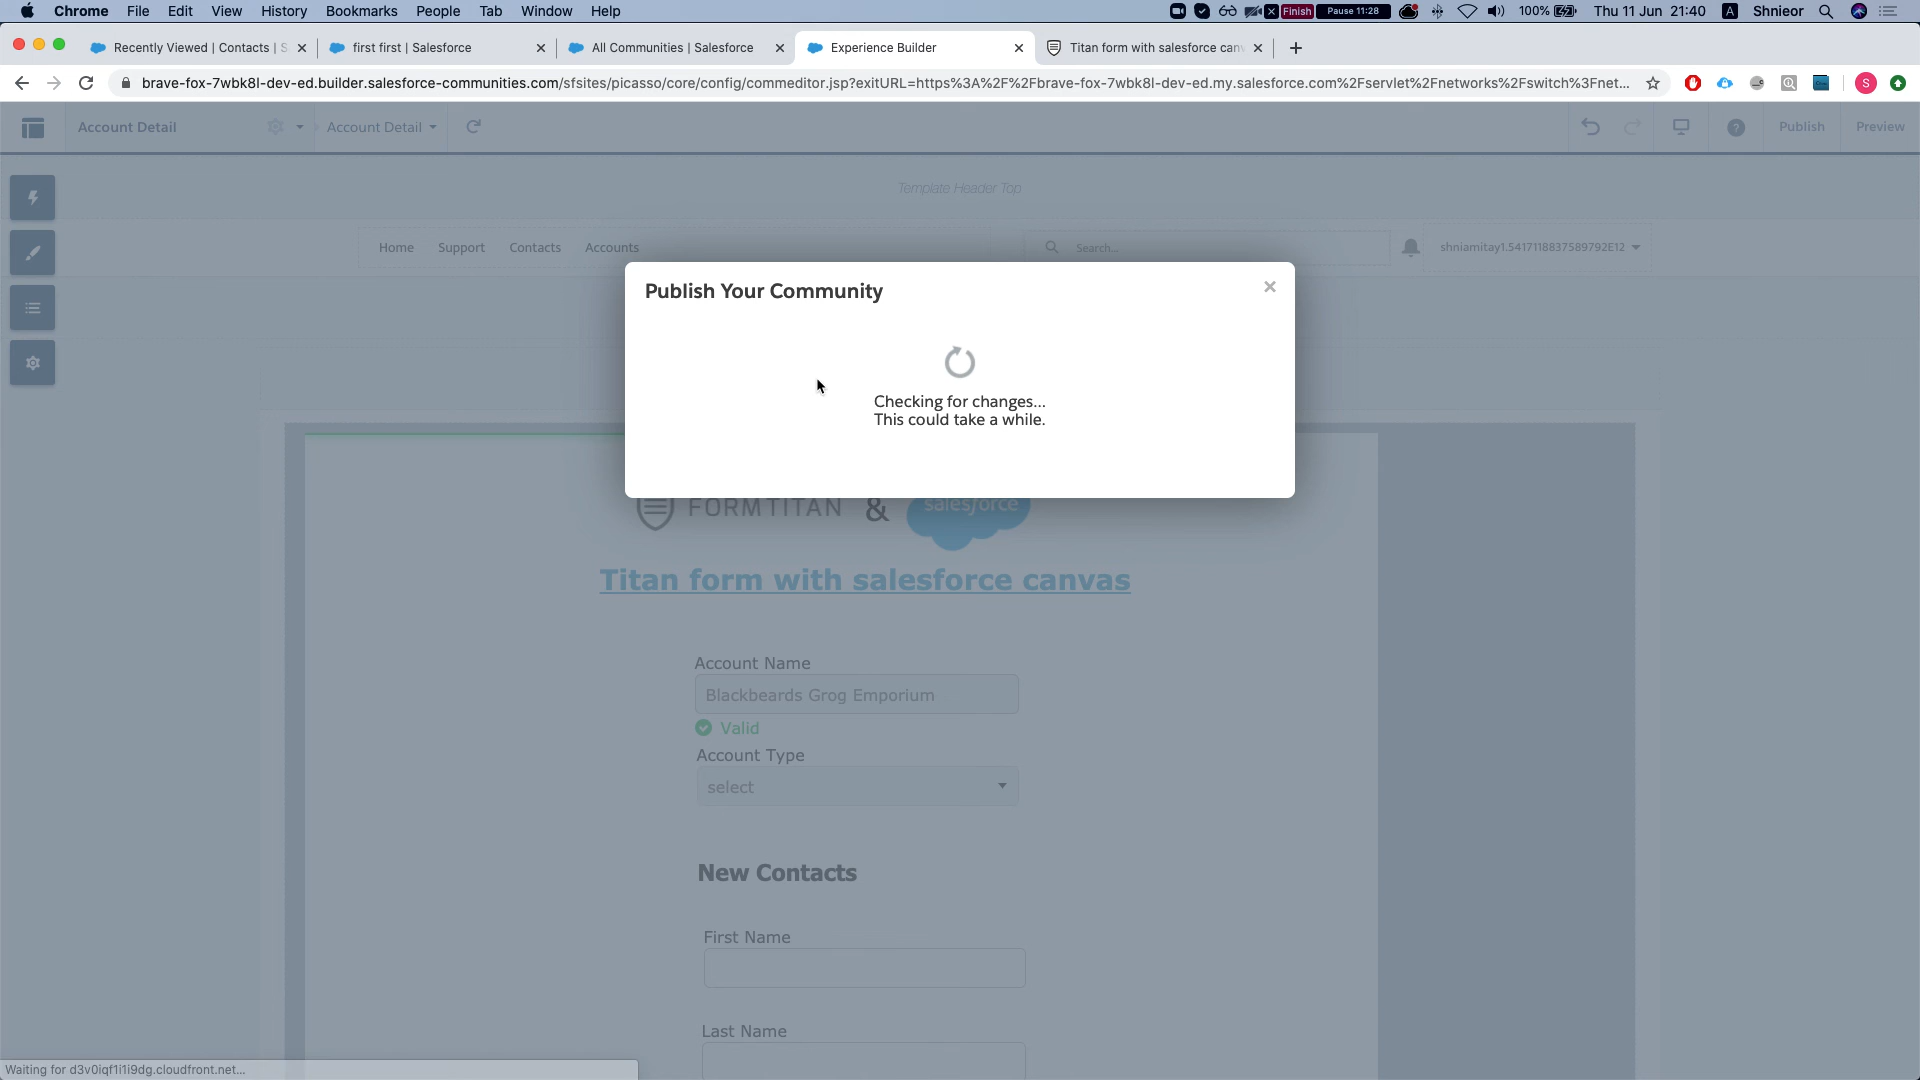 Chrome File Edit View History Bookmarks People Tab Window Help Finish Pause 11:28 100% Thu 11 Jun 21:40 A Shnieor
Recently Viewed | Contacts | S first first | Salesforce All Communities | Salesforce Experience Builder Titan form with salesforce canv
brave-fox-7wbk8l-dev-ed.builder.salesforce-communities.com/sfsites/picasso/core/config/commeditor.jsp?exitURL=https%3A%2F%2Fbrave-fox-7wbk8l-dev-ed.my.salesforce.com%2Fservlet%2Fnetworks%2Fswitch%3Fnet... S
Account Detail Account Detail ? Publish Preview
Template Header Top
Home Support Contacts Accounts Search... shniamitay1.5417118837589792E12
Publish Your Community
Checking for changes...
This could take a while.
FORMTITAN & salesforce
Titan form with salesforce canvas
Account Name
Blackbeards Grog Emporium
Valid
Account Type
select
New Contacts
First Name
Last Name
Waiting for d3v0iqf1i1i9dg.cloudfront.net...